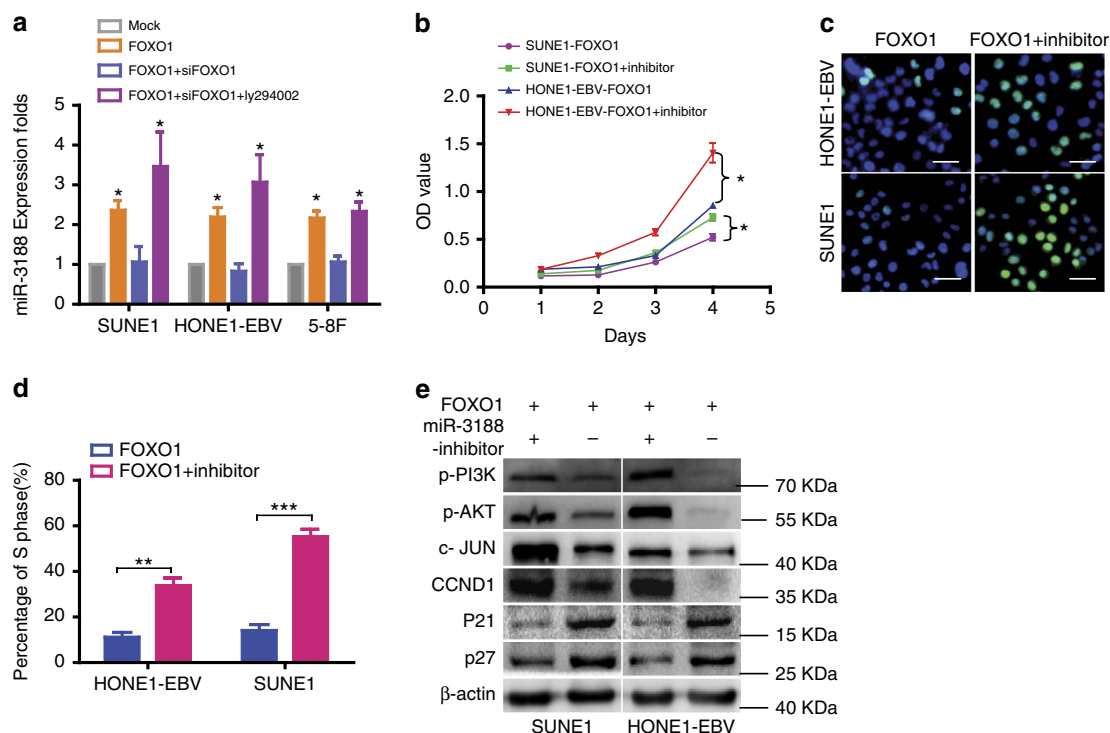 a
Mock
FOXO1
FOXO1+siFOXO1
FOXO1+siFOXO1+ly294002
miR-3188 Expression folds
5
4
3
2
1
0
* * * * * *
SUNE1 HONE1-EBV 5-8F
b
SUNE1-FOXO1
SUNE1-FOXO1+inhibitor
HONE1-EBV-FOXO1
HONE1-EBV-FOXO1+inhibitor
OD value
2.0
1.5
1.0
0.5
0.0
*
*
0 1 2 3 4 5
Days
c
FOXO1 FOXO1+inhibitor
HONE1-EBV
SUNE1
d
FOXO1
FOXO1+inhibitor
Percentage of S phase(%)
80
60
40
20
0
**
***
HONE1-EBV SUNE1
e
FOXO1 + + + +
miR-3188
-inhibitor + − + −
p-PI3K 70 KDa
p-AKT 55 KDa
c- JUN 40 KDa
CCND1 35 KDa
P21 15 KDa
p27 25 KDa
β-actin 40 KDa
SUNE1 HONE1-EBV